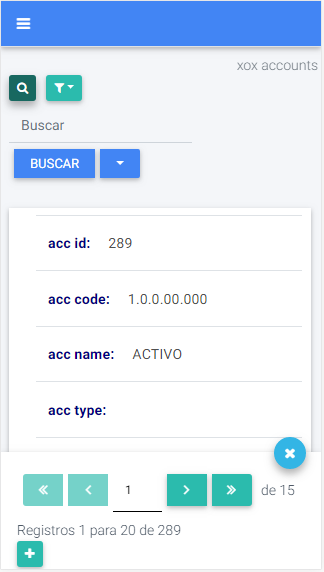 xox accounts
Buscar
BUSCAR
acc id: 289
acc code: 1.0.0.00.000
acc name: ACTIVO
acc type:
1 de 15
Registros 1 para 20 de 289